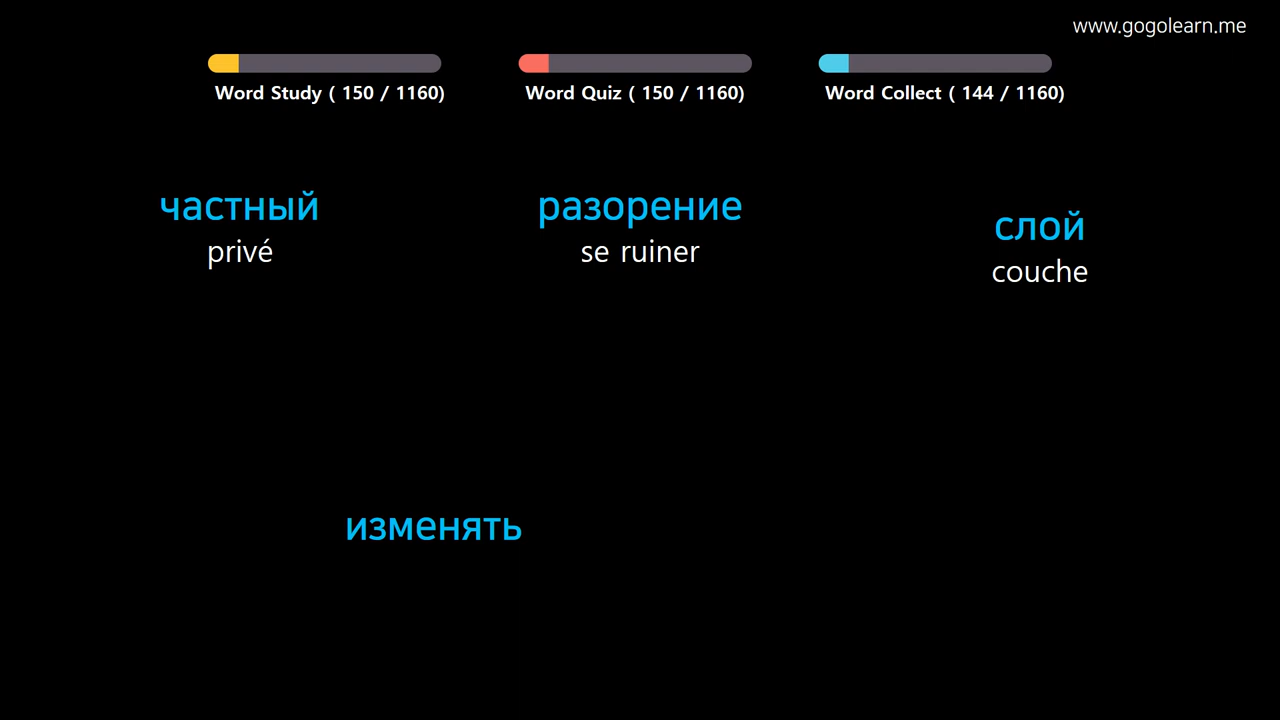 www.gogolearn.me
Word Study ( 150 / 1160)
Word Quiz ( 150 / 1160)
Word Collect ( 144 / 1160)
частный
privé
разорение
se ruiner
слой
couche
изменять